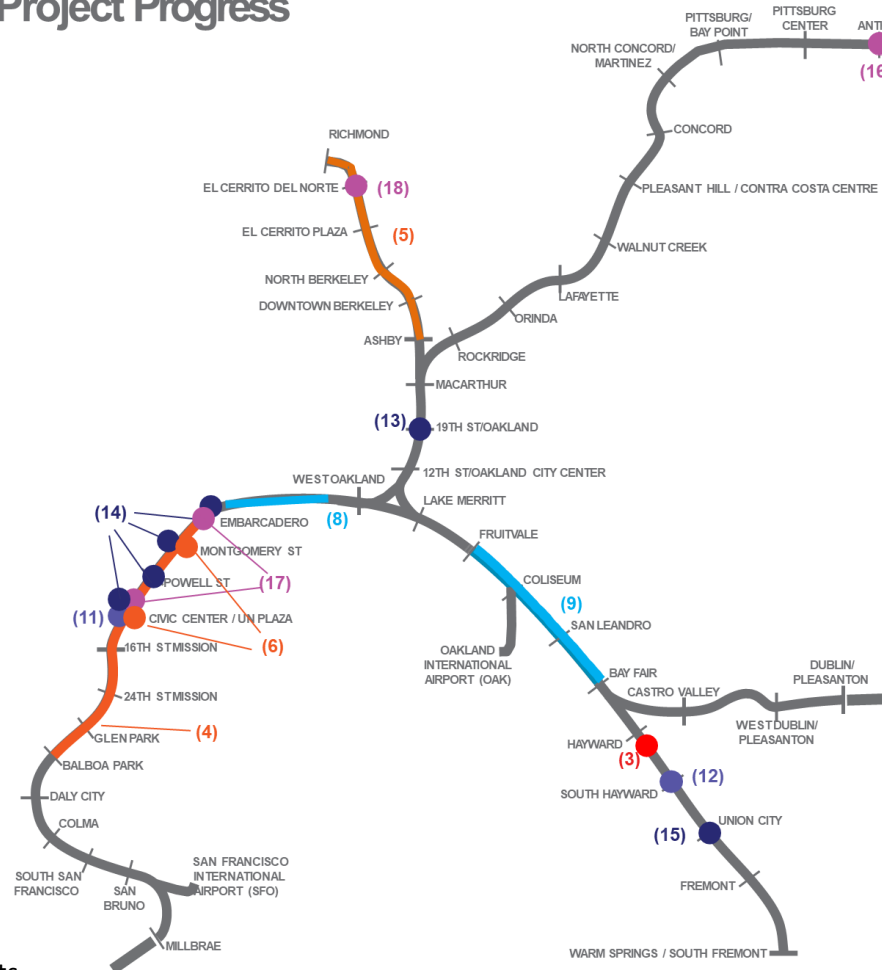 Project Progress
PITTSBURG
CENTER
PITTSBURG/
BAY POINT
NORTH CONCORD/
MARTINEZ
(16
CONCORD
RICHMOND
EL CERRITO DEL NORTE
(18)
PLEASANT HILL / CONTRA COSTA CENTRE
EL CERRITO PLAZA
(5)
WALNUT CREEK
NORTH BERKELEY
LAFAYETTE
DOWNTOWN BERKELEY
ORINDA
ASHBY
ROCKRIDGE
MACARTHUR
(13)
19TH ST/OAKLAND
12TH ST/OAKLAND CITY CENTER
WEST OAKLAND
LAKE MERRITT
(14)
EMBARCADERO
(8)
FRUITVALE
MONTGOMERY ST
POWELL ST
(17)
COLISEUM
(9)
(11)
CIVIC CENTER / UN PLAZA
SAN LEANDRO
16TH ST MISSION
(6)
OAKLAND
INTERNATIONAL
AIRPORT (OAK)
BAY FAIR
DUBLIN/
PLEASANTON
24TH ST MISSION
CASTRO VALLEY
WEST DUBLIN/
PLEASANTON
GLEN PARK
(4)
HAYWARD
(3)
BALBOA PARK
(12)
DALY CITY
SOUTH HAYWARD
COLMA
UNION CITY
(15)
SOUTH SAN
FRANCISCO
SAN
BRUNO
SAN FRANCISCO
INTERNATIONAL
AIRPORT (SFO)
FREMONT
MILLBRAE
WARM SPRINGS / SOUTH FREMONT